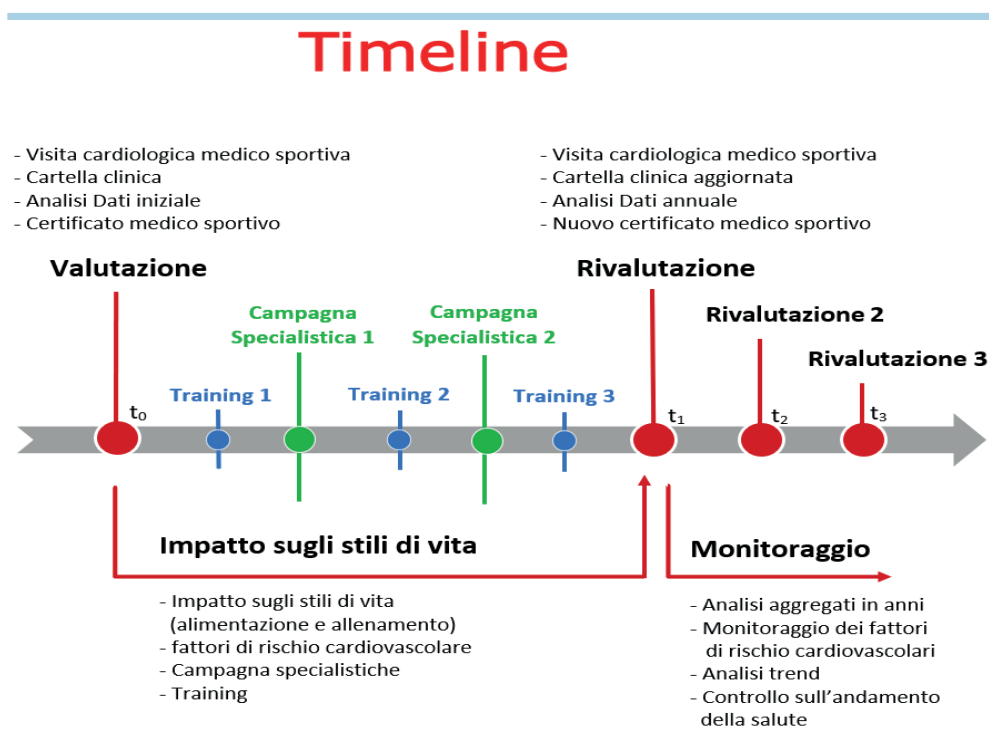 Timeline
- Visita cardiologica medico sportiva
- Cartella clinica
- Analisi Dati iniziale
- Certificato medico sportivo
- Visita cardiologica medico sportiva
- Cartella clinica aggiornata
- Analisi Dati annuale
- Nuovo certificato medico sportivo
Valutazione
Rivalutazione
Campagna
Specialistica 1
Campagna
Specialistica 2
Rivalutazione 2
Rivalutazione 3
Training 1
Training 2
Training 3
t₀
t₁
t₂
t₃
Impatto sugli stili di vita
- Impatto sugli stili di vita
(alimentazione e allenamento)
- fattori di rischio cardiovascolare
- Campagna specialistiche
- Training
Monitoraggio
- Analisi aggregati in anni
- Monitoraggio dei fattori
di rischio cardiovascolari
- Analisi trend
- Controllo sull’andamento
della salute